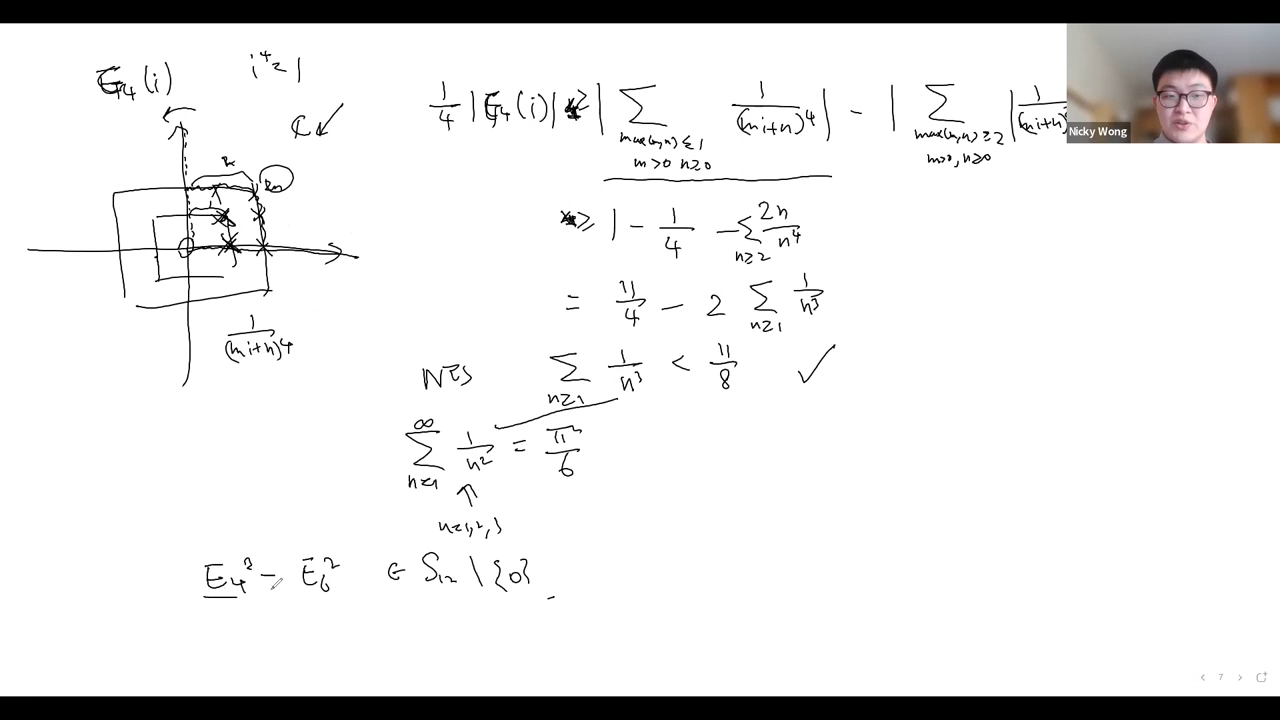 G₄(i)
i⁴ = 1
1/4 |G₄(i)| ≥ | ∑_{max(m,n)≤1, m>0 n≥0} 1/(mi+n)⁴ | − | ∑_{max(m,n)≥2, m>0, n≥0} | 1/(mi+n)
≥ 1 − 1/4 − ∑_{n≥2} 2n/n⁴
= 11/4 − 2 ∑_{n≥1} 1/n³
1/(mi+n)⁴
NTS ∑_{n≥1} 1/n³ < 11/8 ✓
∑_{n=1}^∞ 1/n² = π²/6
n=1,2,3
E₄³ − E₆² ∈ S₁₂ \ {0}
Nicky Wong
7